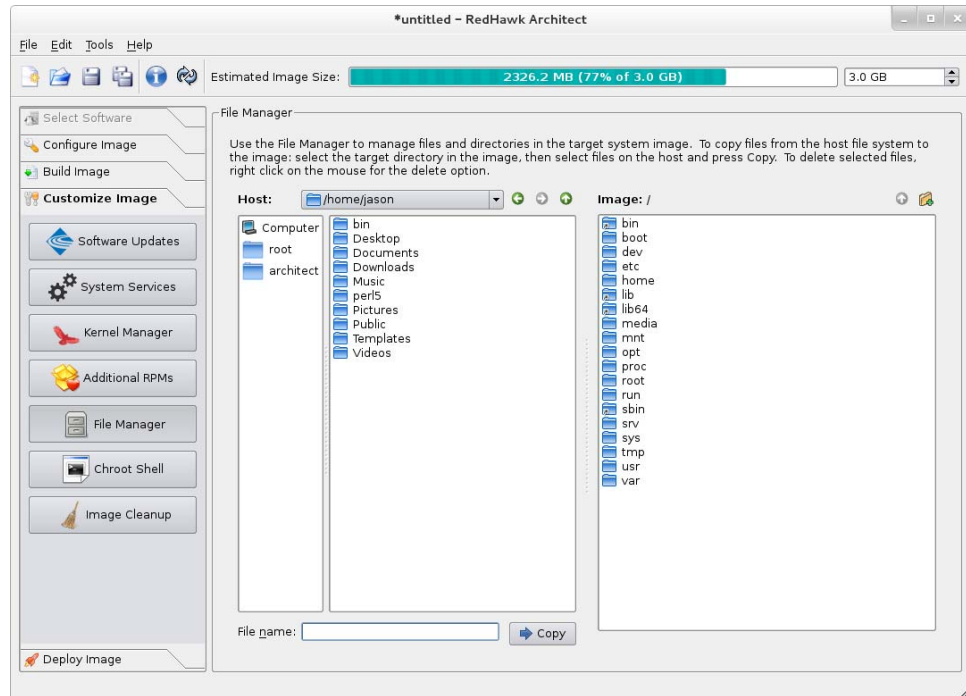 *untitled – RedHawk Architect
File Edit Tools Help
Estimated Image Size:
2326.2 MB (77% of 3.0 GB)
3.0 GB
Select Software
Configure Image
Build Image
Customize Image
Software Updates
System Services
Kernel Manager
Additional RPMs
File Manager
Chroot Shell
Image Cleanup
Deploy Image
File Manager
Use the File Manager to manage files and directories in the target system image. To copy files from the host file system to
the image: select the target directory in the image, then select files on the host and press Copy. To delete selected files,
right click on the mouse for the delete option.
Host:
/home/jason
Computer
root
architect
bin
Desktop
Documents
Downloads
Music
perl5
Pictures
Public
Templates
Videos
File name:
Copy
Image: /
bin
boot
dev
etc
home
lib
lib64
media
mnt
opt
proc
root
run
sbin
srv
sys
tmp
usr
var